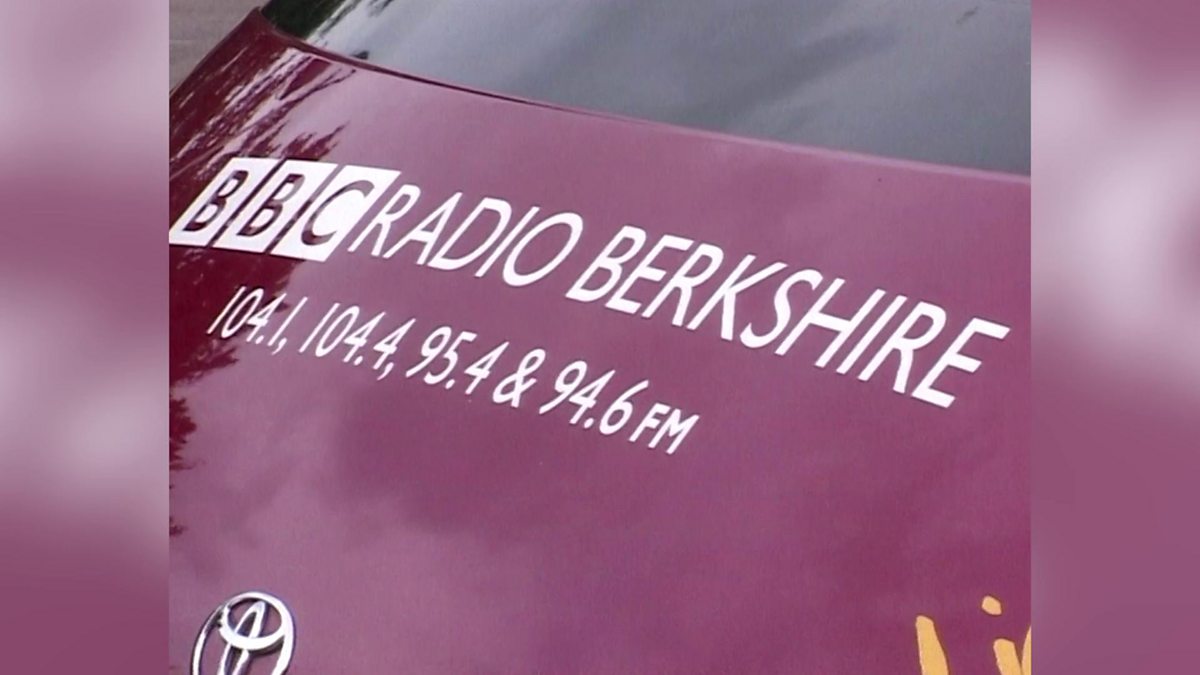 BBC RADIO BERKSHIRE
104.1, 104.4, 95.4 & 94.6 FM